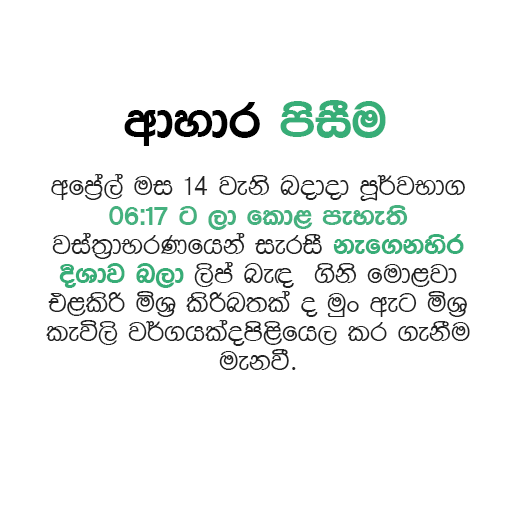 ආහාර පිසීම
අප්‍රේල් මස 14 වැනි බදාදා පූර්වභාග
06:17 ට ලා කොළ පැහැති
වස්ත්‍රාභරණයෙන් සැරසී නැගෙනහිර
දිශාව බලා ලිප් බැඳ ගිනි මොළවා
එළකිරි මිශ්‍ර කිරිබතක් ද මුං ඇට මිශ්‍ර
කැවිලි වර්ගයක්දපිළියෙල කර ගැනීම
මැනවී.